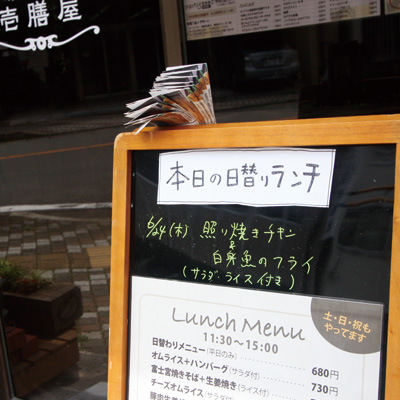 壱膳屋
本日の日替りランチ
6/24(木) 照り焼きチキン
&
白身魚のフライ
(サラダ ライス付き)
土・日・祝も
やってます
Lunch Menu
11:30〜15:00
日替わりメニュー(平日のみ) 680円
オムライス+ハンバーグ(サラダ付) 730円
富士宮焼きそば+生姜焼き(ライス付)
チーズオムライス(サラダ付)